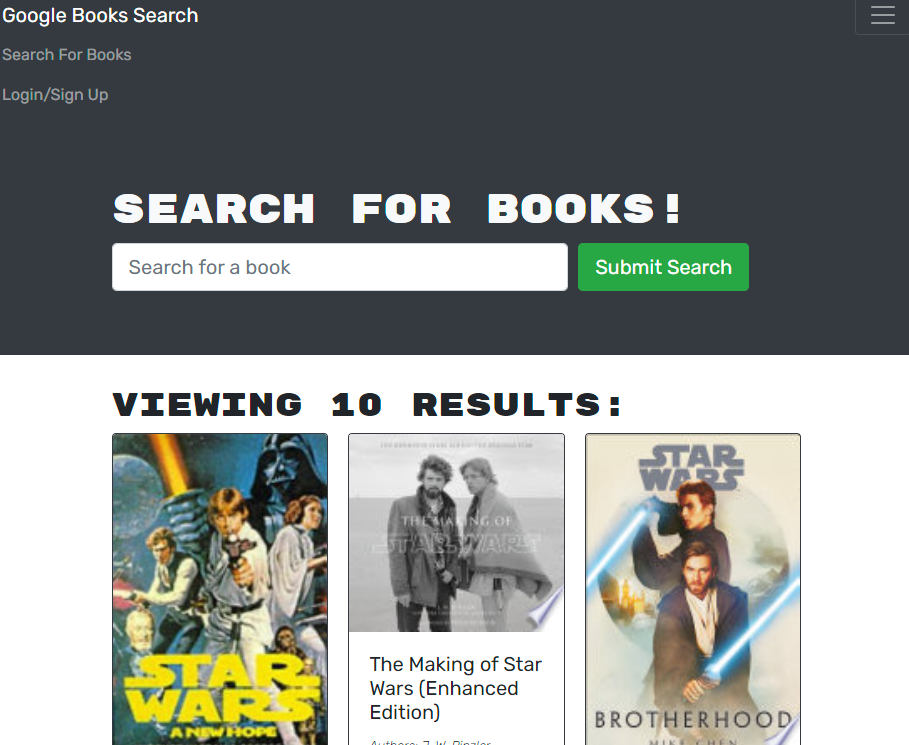 Google Books Search
Search For Books
Login/Sign Up
SEARCH FOR BOOKS!
Search for a book
Submit Search
VIEWING 10 RESULTS:
STAR
WARS
A NEW HOPE
THE MAKING OF
STAR WARS
The Making of Star
Wars (Enhanced
Edition)
Authors: J. W. Rinzler
STAR
WARS
BROTHERHOOD
MIKE CHEN